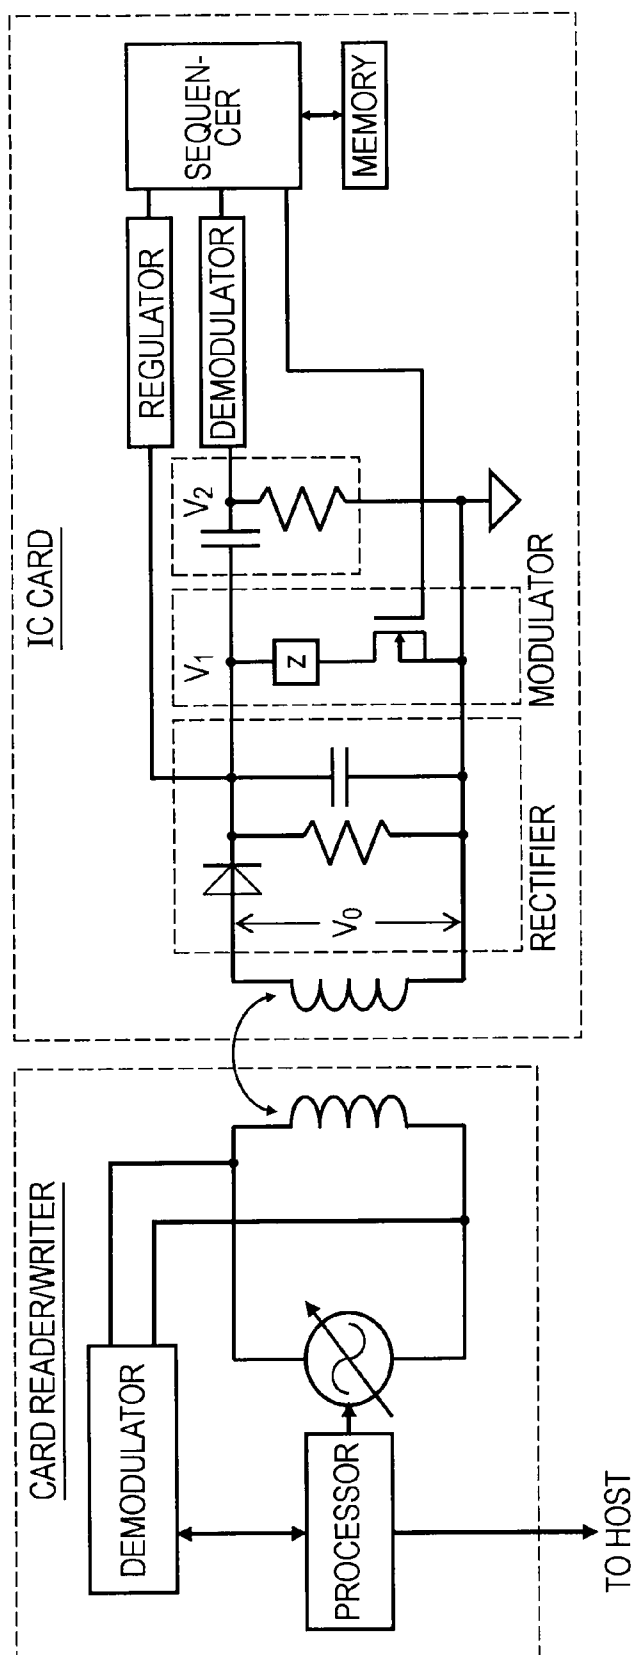 CARD READER/WRITER
DEMODULATOR
PROCESSOR
TO HOST
IC CARD
V0
RECTIFIER
V1
Z
MODULATOR
V2
REGULATOR
DEMODULATOR
SEQUEN-
CER
MEMORY